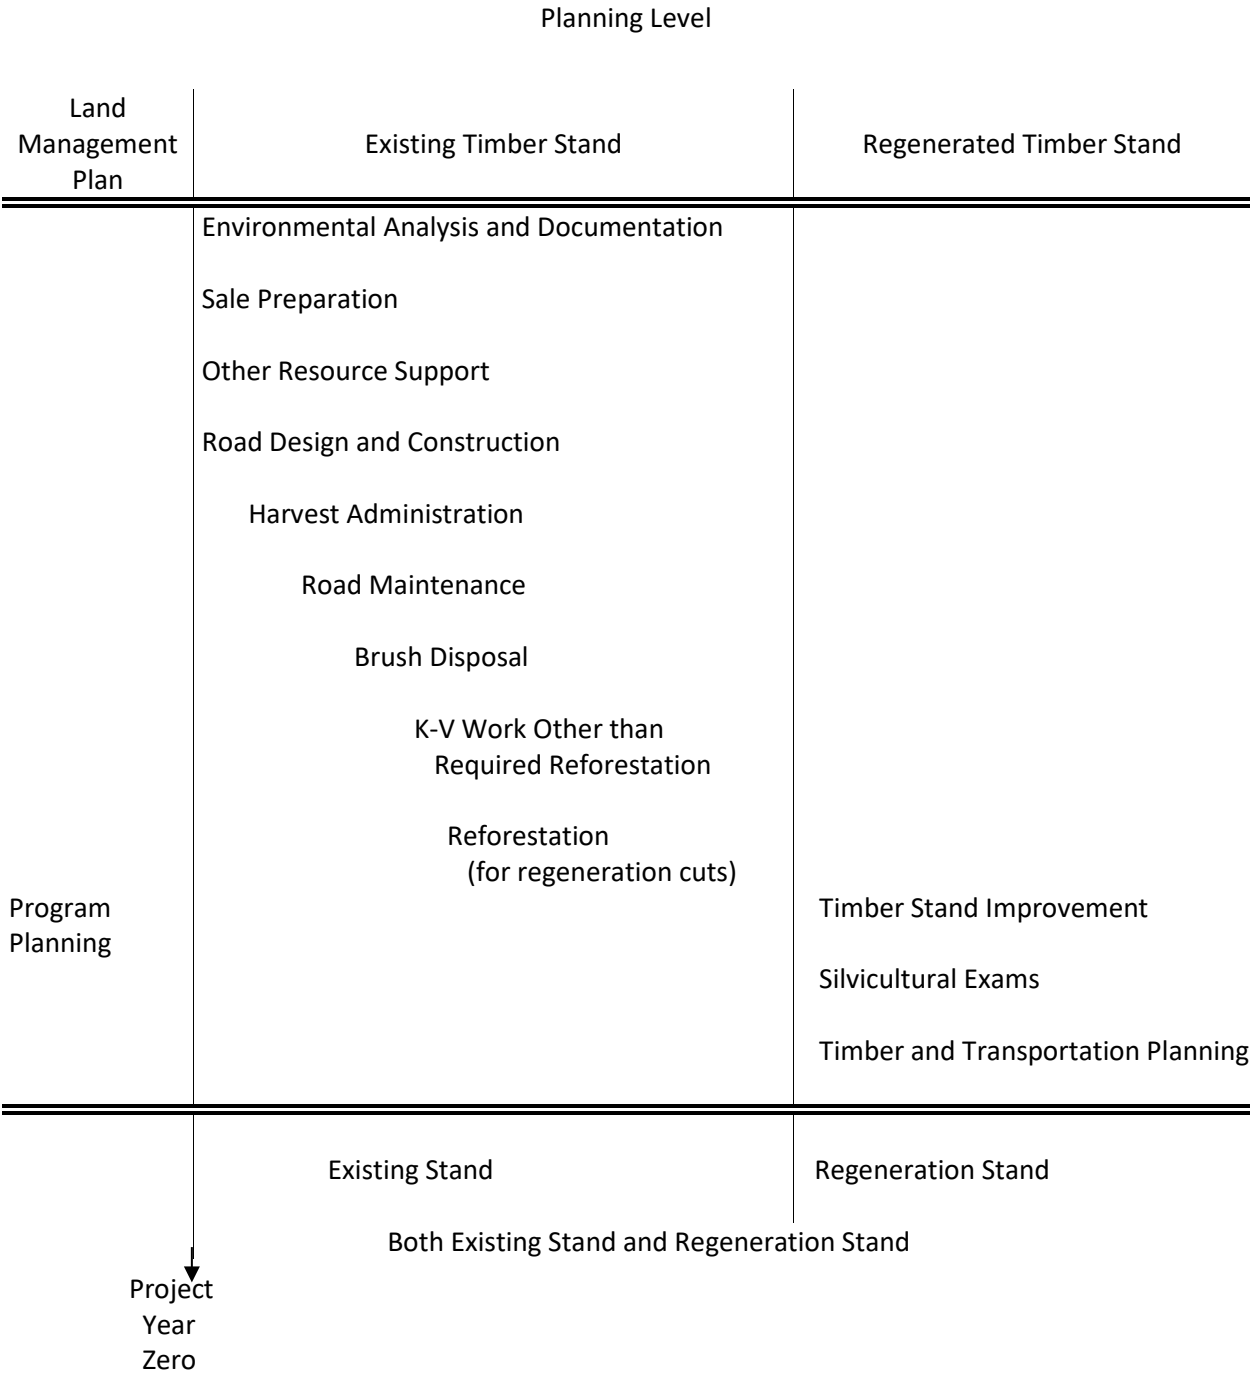 Planning Level
Land
Management
Plan
Existing Timber Stand
Regenerated Timber Stand
Environmental Analysis and Documentation
Sale Preparation
Other Resource Support
Road Design and Construction
Harvest Administration
Road Maintenance
Brush Disposal
K-V Work Other than
Required Reforestation
Reforestation
(for regeneration cuts)
Program
Planning
Timber Stand Improvement
Silvicultural Exams
Timber and Transportation Planning
Existing Stand
Regeneration Stand
Both Existing Stand and Regeneration Stand
Project
Year
Zero